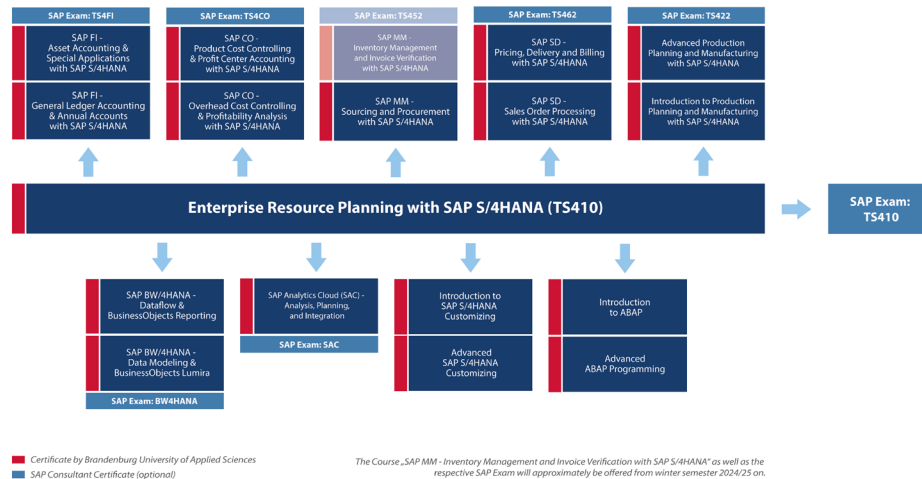 SAP Exam: TS4FI
SAP FI -
Asset Accounting &
Special Applications
with SAP S/4HANA
SAP FI -
General Ledger Accounting
& Annual Accounts
with SAP S/4HANA
SAP Exam: TS4CO
SAP CO -
Product Cost Controlling
& Profit Center Accounting
with SAP S/4HANA
SAP CO -
Overhead Cost Controlling
& Profitability Analysis
with SAP S/4HANA
SAP Exam: TS452
SAP MM -
Inventory Management
and Invoice Verification
with SAP S/4HANA
SAP MM -
Sourcing and Procurement
with SAP S/4HANA
SAP Exam: TS462
SAP SD -
Pricing, Delivery and Billing
with SAP S/4HANA
SAP SD -
Sales Order Processing
with SAP S/4HANA
SAP Exam: TS422
Advanced Production
Planning and Manufacturing
with SAP S/4HANA
Introduction to Production
Planning and Manufacturing
with SAP S/4HANA
Enterprise Resource Planning with SAP S/4HANA (TS410)
SAP Exam:
TS410
SAP BW/4HANA -
Dataflow &
BusinessObjects Reporting
SAP BW/4HANA -
Data Modeling &
BusinessObjects Lumira
SAP Exam: BW4HANA
SAP Analytics Cloud (SAC) -
Analysis, Planning,
and Integration
SAP Exam: SAC
Introduction to
SAP S/4HANA
Customizing
Advanced
SAP S/4HANA
Customizing
Introduction
to ABAP
Advanced
ABAP Programming
Certificate by Brandenburg University of Applied Sciences
SAP Consultant Certificate (optional)
The Course „SAP MM - Inventory Management and Invoice Verification with SAP S/4HANA" as well as the
respective SAP Exam will approximately be offered from winter semester 2024/25 on.